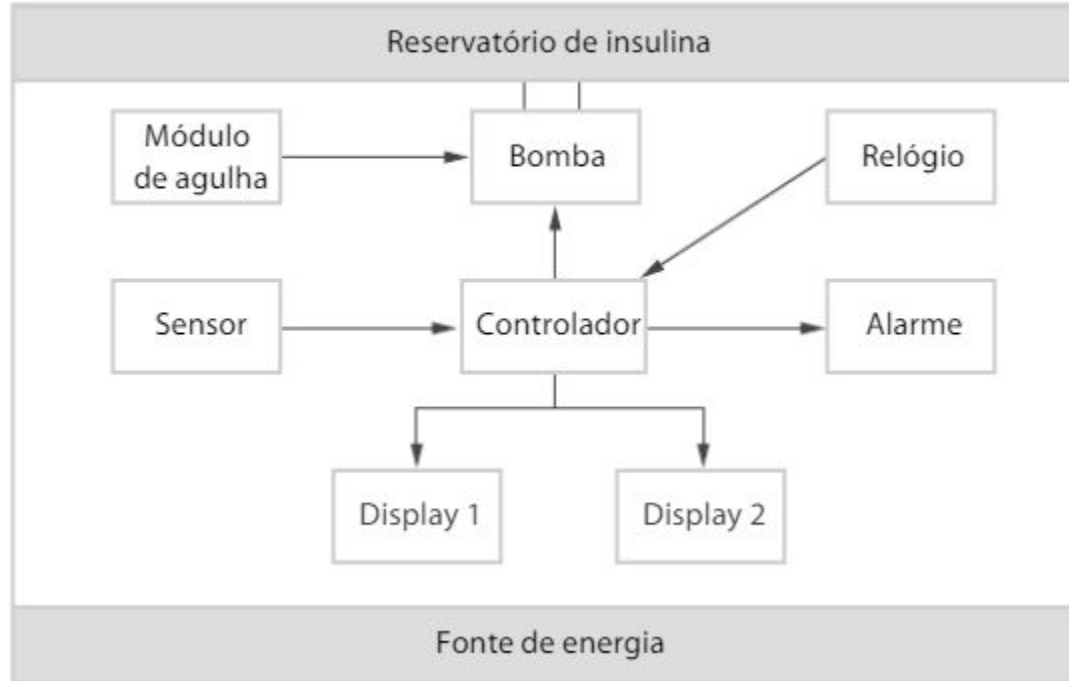 Reservatório de insulina
Módulo
de agulha
Bomba
Relógio
Sensor
Controlador
Alarme
Display 1
Display 2
Fonte de energia